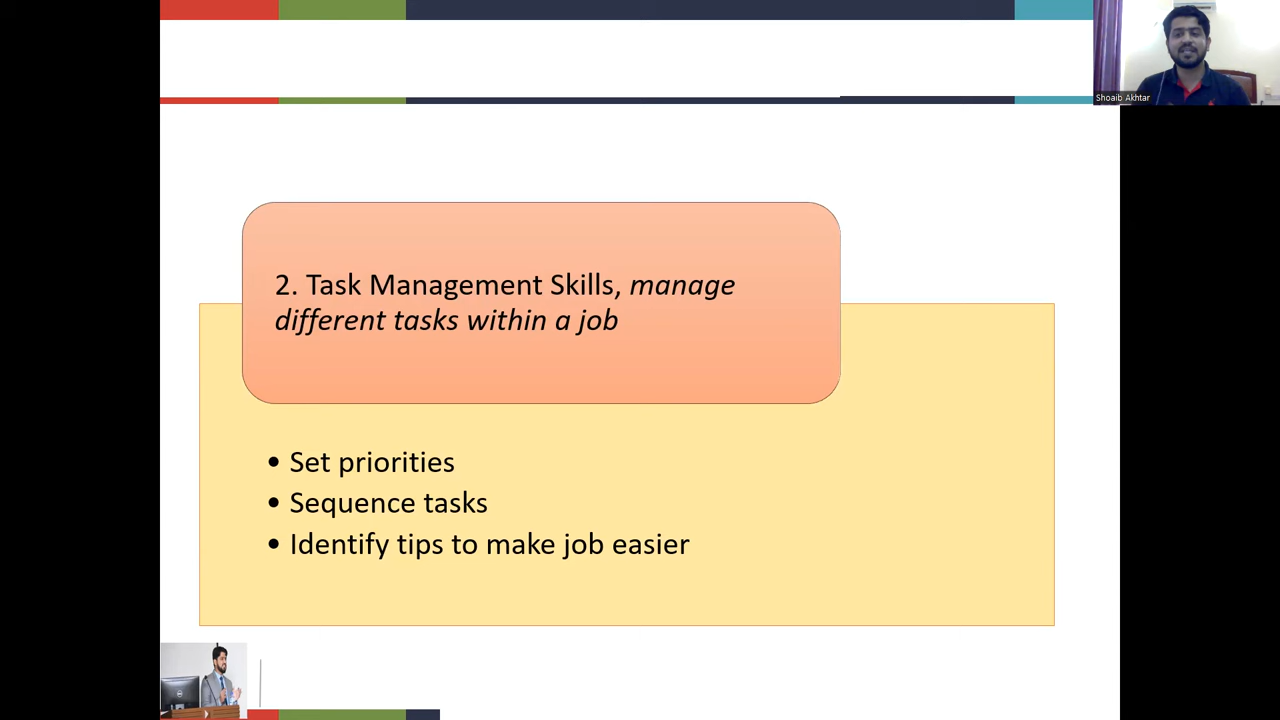 Shoaib Akhtar
2. Task Management Skills, manage
different tasks within a job
• Set priorities
• Sequence tasks
• Identify tips to make job easier